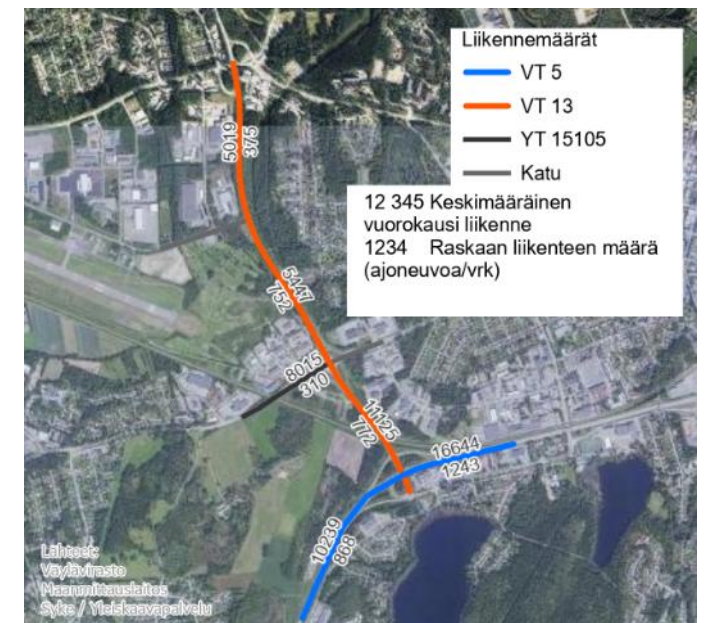 Liikennemäärät
VT 5
VT 13
YT 15105
Katu
12 345 Keskimääräinen
vuorokausi liikenne
1234 Raskaan liikenteen määrä
(ajoneuvoa/vrk)
5019
375
5447
752
8015
310
11125
772
16644
1243
10239
868
Lähteet:
Väylävirasto
Maanmittauslaitos
Syke / Yleiskaavapalvelu